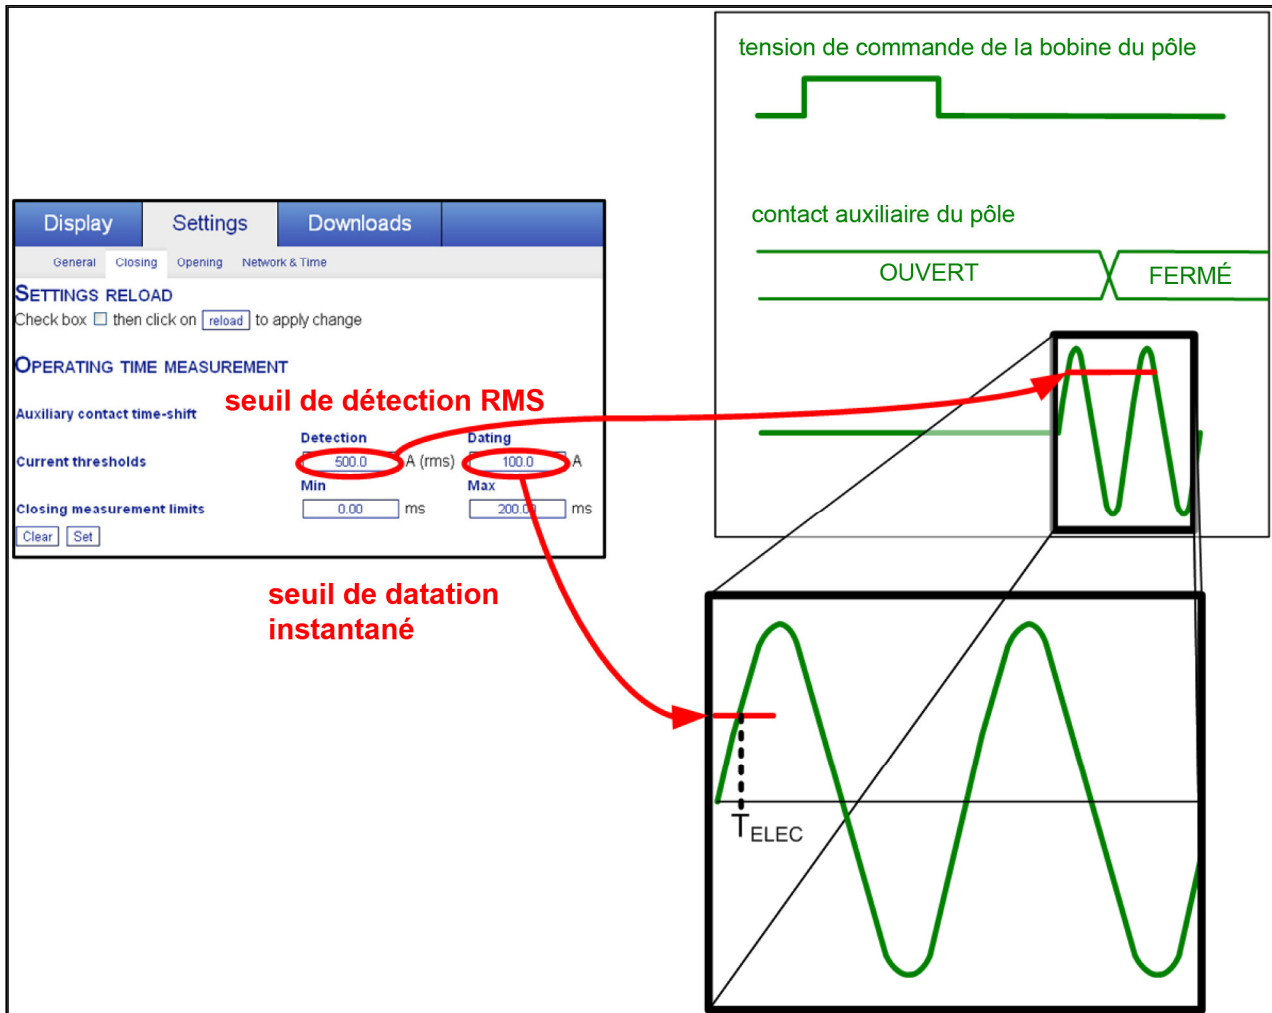 tension de commande de la bobine du pôle
contact auxiliaire du pôle
OUVERT
FERMÉ
Display
Settings
Downloads
General Closing Opening Network & Time
SETTINGS RELOAD
Check box then click on reload to apply change
OPERATING TIME MEASUREMENT
seuil de détection RMS
Auxiliary contact time-shift
Detection Dating
Current thresholds 500.0 A (rms) 100.0 A
Min Max
Closing measurement limits 0.00 ms 200.00 ms
Clear Set
seuil de datation
instantané
TELEC